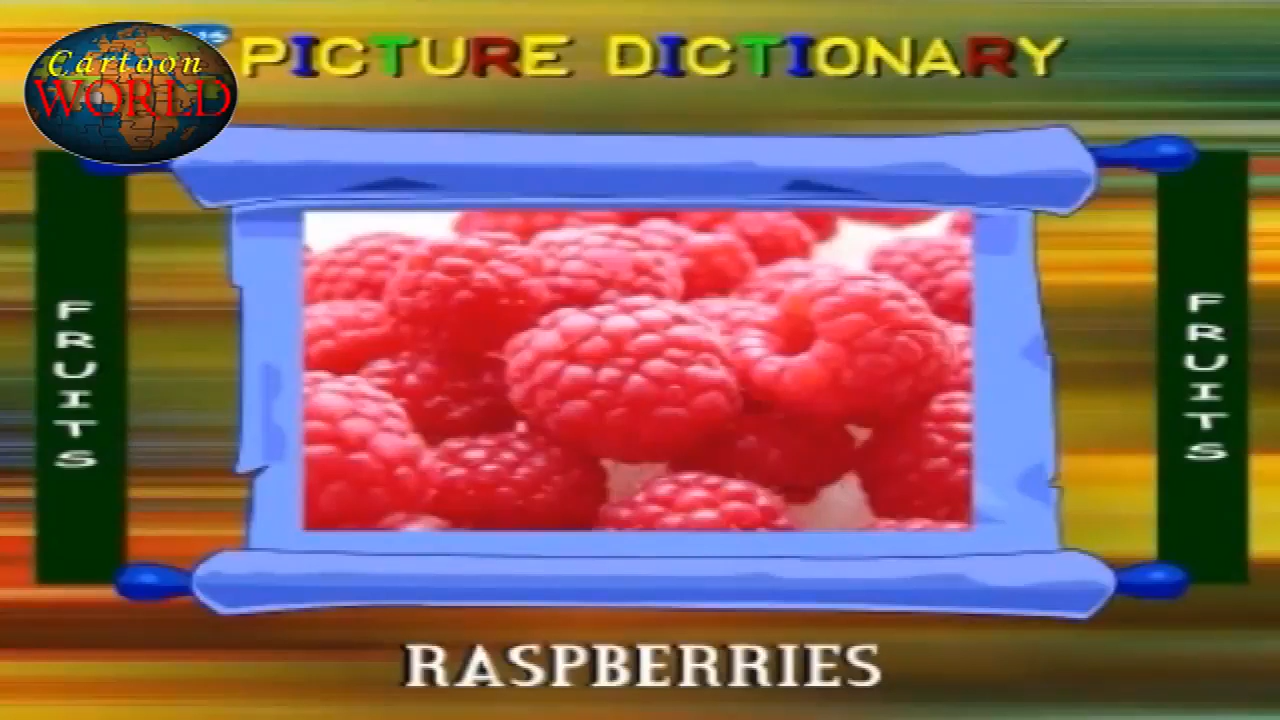 Cartoon
WORLD
PICTURE DICTIONARY
FRUITS
FRUITS
RASPBERRIES